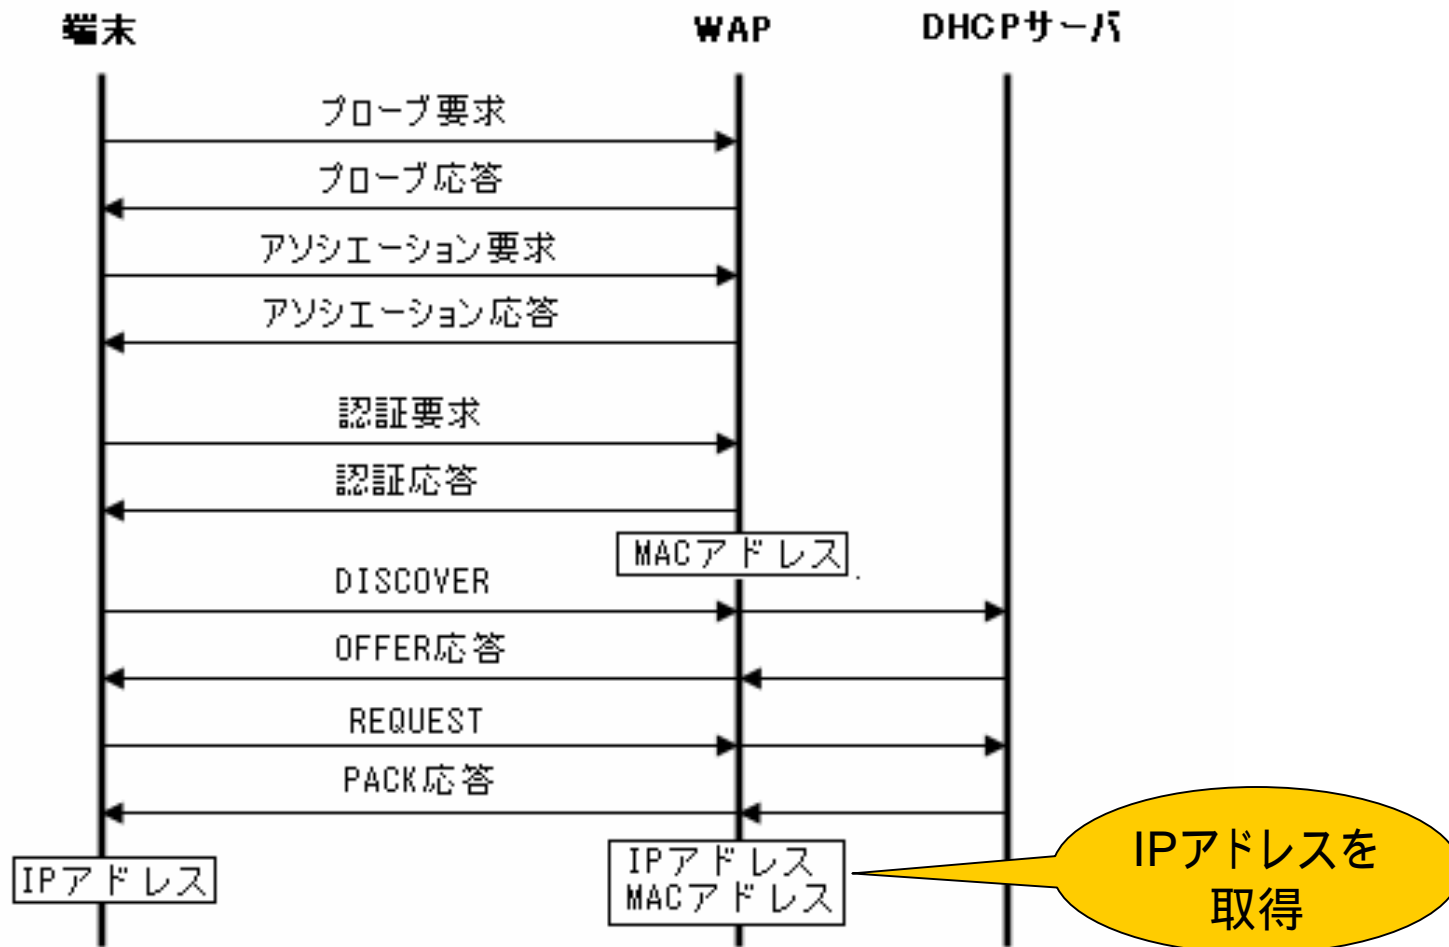 端末
WAP
DHCPサーバ
プローブ要求
プローブ応答
アソシエーション要求
アソシエーション応答
認証要求
認証応答
MACアドレス
DISCOVER
OFFER応答
REQUEST
PACK応答
IPアドレス
IPアドレス
MACアドレス
IPアドレスを
取得